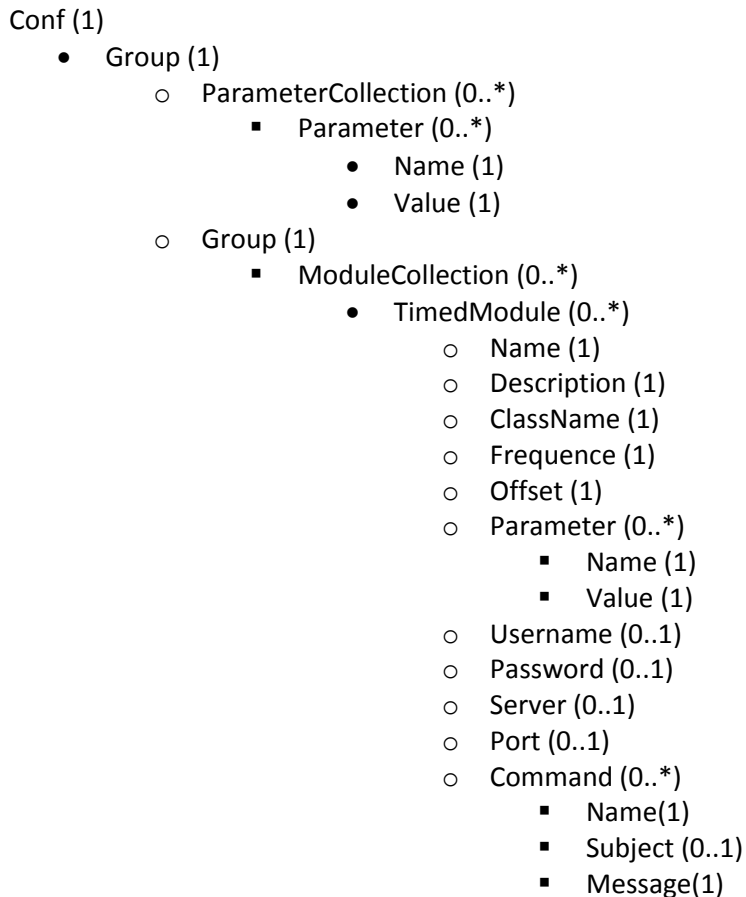 Conf (1)
• Group (1)
o ParameterCollection (0..*)
▪ Parameter (0..*)
• Name (1)
• Value (1)
o Group (1)
▪ ModuleCollection (0..*)
• TimedModule (0..*)
o Name (1)
o Description (1)
o ClassName (1)
o Frequence (1)
o Offset (1)
o Parameter (0..*)
▪ Name (1)
▪ Value (1)
o Username (0..1)
o Password (0..1)
o Server (0..1)
o Port (0..1)
o Command (0..*)
▪ Name(1)
▪ Subject (0..1)
▪ Message(1)